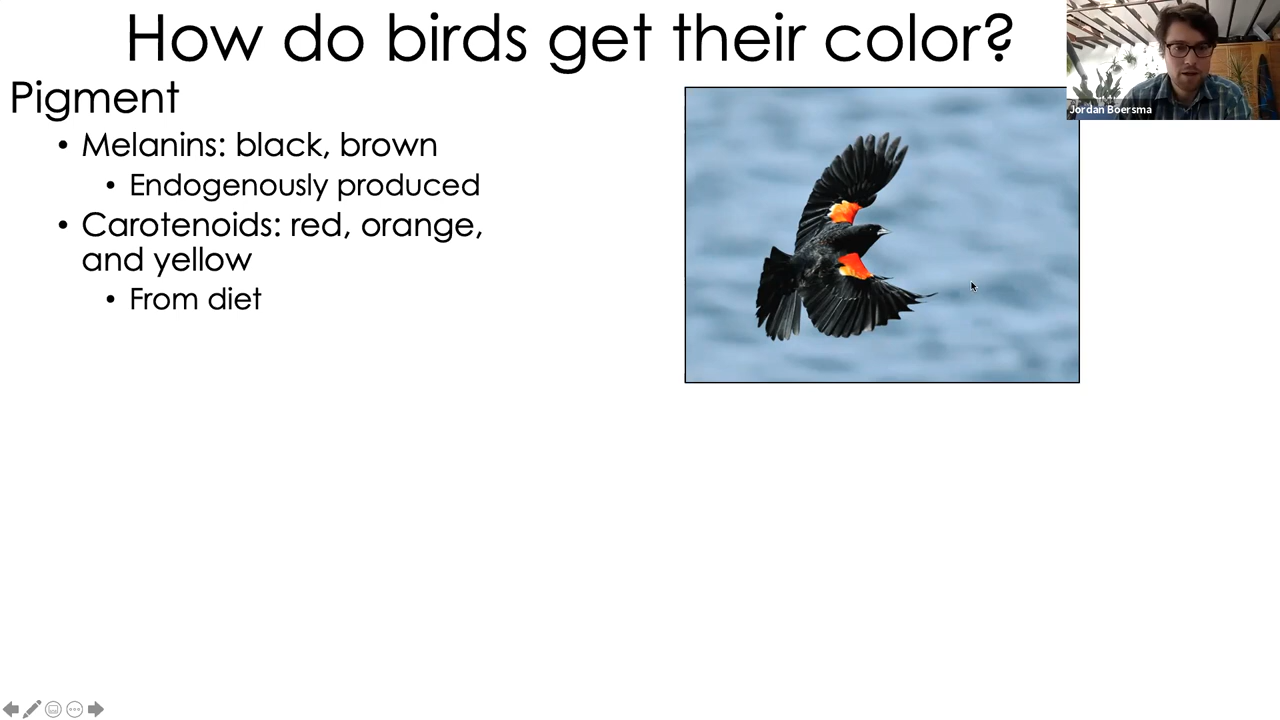 How do birds get their color?
Pigment
• Melanins: black, brown
• Endogenously produced
• Carotenoids: red, orange,
and yellow
• From diet
Jordan Boersma